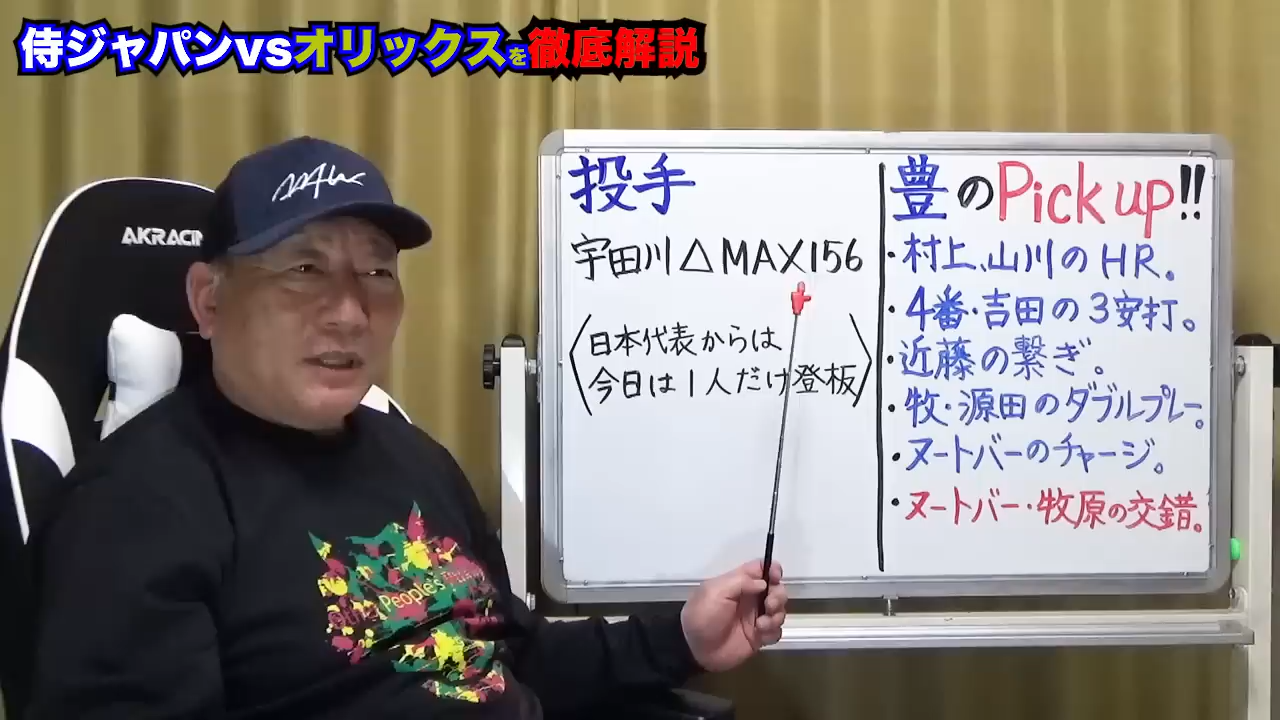 侍ジャパンvsオリックスを徹底解説
AKRACIN
投手
宇田川△MAX156
日本代表からは
今日は1人だけ登板
豊のPick up!!
・村上、山川のHR。
・4番・吉田の3安打。
・近藤の繋ぎ。
・牧・源田のダブルプレー。
・ヌートバーのチャージ。
・ヌートバー・牧原の交錯。
People's